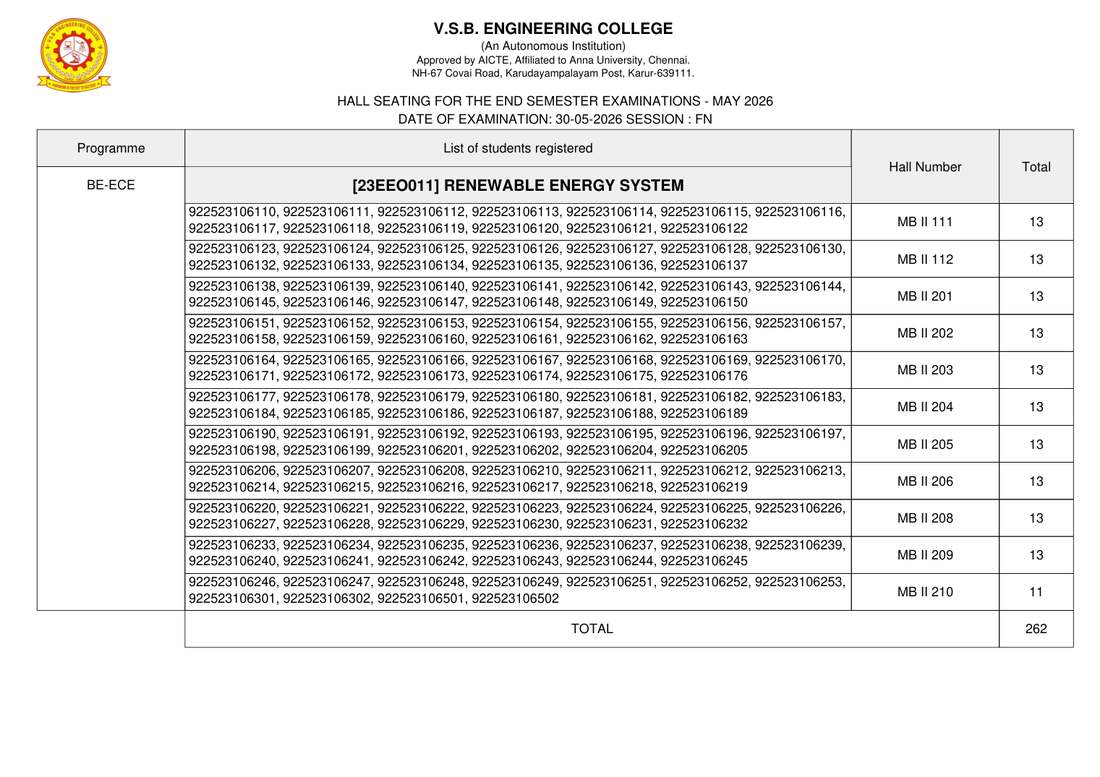 V.S.B. ENGINEERING COLLEGE
(An Autonomous Institution)
Approved by AICTE, Affiliated to Anna University, Chennai.
NH-67 Covai Road, Karudayampalayam Post, Karur-639111.
HALL SEATING FOR THE END SEMESTER EXAMINATIONS - MAY 2026
DATE OF EXAMINATION: 30-05-2026 SESSION : FN
Programme List of students registered Hall Number Total
BE-ECE [23EEO011] RENEWABLE ENERGY SYSTEM
922523106110, 922523106111, 922523106112, 922523106113, 922523106114, 922523106115, 922523106116,
922523106117, 922523106118, 922523106119, 922523106120, 922523106121, 922523106122
MB II 111 13
922523106123, 922523106124, 922523106125, 922523106126, 922523106127, 922523106128, 922523106130,
922523106132, 922523106133, 922523106134, 922523106135, 922523106136, 922523106137
MB II 112 13
922523106138, 922523106139, 922523106140, 922523106141, 922523106142, 922523106143, 922523106144,
922523106145, 922523106146, 922523106147, 922523106148, 922523106149, 922523106150
MB II 201 13
922523106151, 922523106152, 922523106153, 922523106154, 922523106155, 922523106156, 922523106157,
922523106158, 922523106159, 922523106160, 922523106161, 922523106162, 922523106163
MB II 202 13
922523106164, 922523106165, 922523106166, 922523106167, 922523106168, 922523106169, 922523106170,
922523106171, 922523106172, 922523106173, 922523106174, 922523106175, 922523106176
MB II 203 13
922523106177, 922523106178, 922523106179, 922523106180, 922523106181, 922523106182, 922523106183,
922523106184, 922523106185, 922523106186, 922523106187, 922523106188, 922523106189
MB II 204 13
922523106190, 922523106191, 922523106192, 922523106193, 922523106195, 922523106196, 922523106197,
922523106198, 922523106199, 922523106201, 922523106202, 922523106204, 922523106205
MB II 205 13
922523106206, 922523106207, 922523106208, 922523106210, 922523106211, 922523106212, 922523106213,
922523106214, 922523106215, 922523106216, 922523106217, 922523106218, 922523106219
MB II 206 13
922523106220, 922523106221, 922523106222, 922523106223, 922523106224, 922523106225, 922523106226,
922523106227, 922523106228, 922523106229, 922523106230, 922523106231, 922523106232
MB II 208 13
922523106233, 922523106234, 922523106235, 922523106236, 922523106237, 922523106238, 922523106239,
922523106240, 922523106241, 922523106242, 922523106243, 922523106244, 922523106245
MB II 209 13
922523106246, 922523106247, 922523106248, 922523106249, 922523106251, 922523106252, 922523106253,
922523106301, 922523106302, 922523106501, 922523106502
MB II 210 11
TOTAL 262